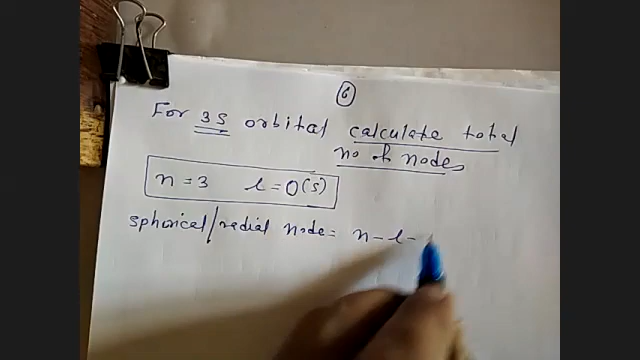 6
For 3S orbital calculate total
no of nodes
n = 3 l = 0(s)
spherical/radial node = n - l -